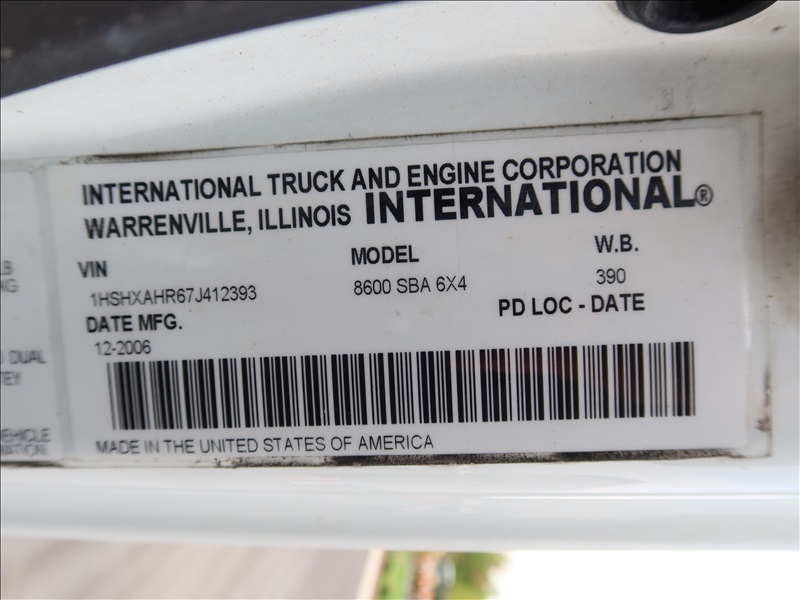 INTERNATIONAL TRUCK AND ENGINE CORPORATION
WARRENVILLE, ILLINOIS INTERNATIONAL®
VIN MODEL W.B.
1HSHXAHR67J412393 8600 SBA 6X4 390
DATE MFG. PD LOC - DATE
12-2006
MADE IN THE UNITED STATES OF AMERICA
DUAL